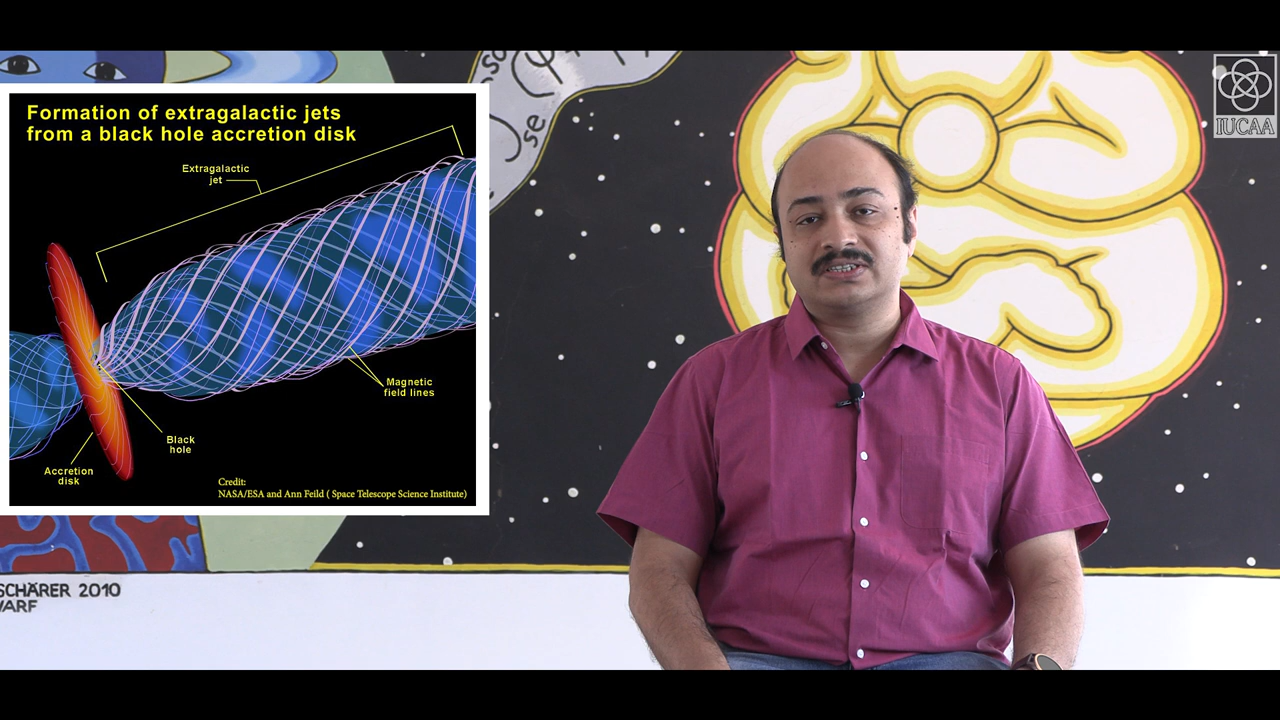 Formation of extragalactic jets
from a black hole accretion disk
Extragalactic
jet
Magnetic
field lines
Black
hole
Accretion
disk
Credit:
NASA/ESA and Ann Feild ( Space Telescope Science Institute)
IUCAA
SCHÄRER 2010